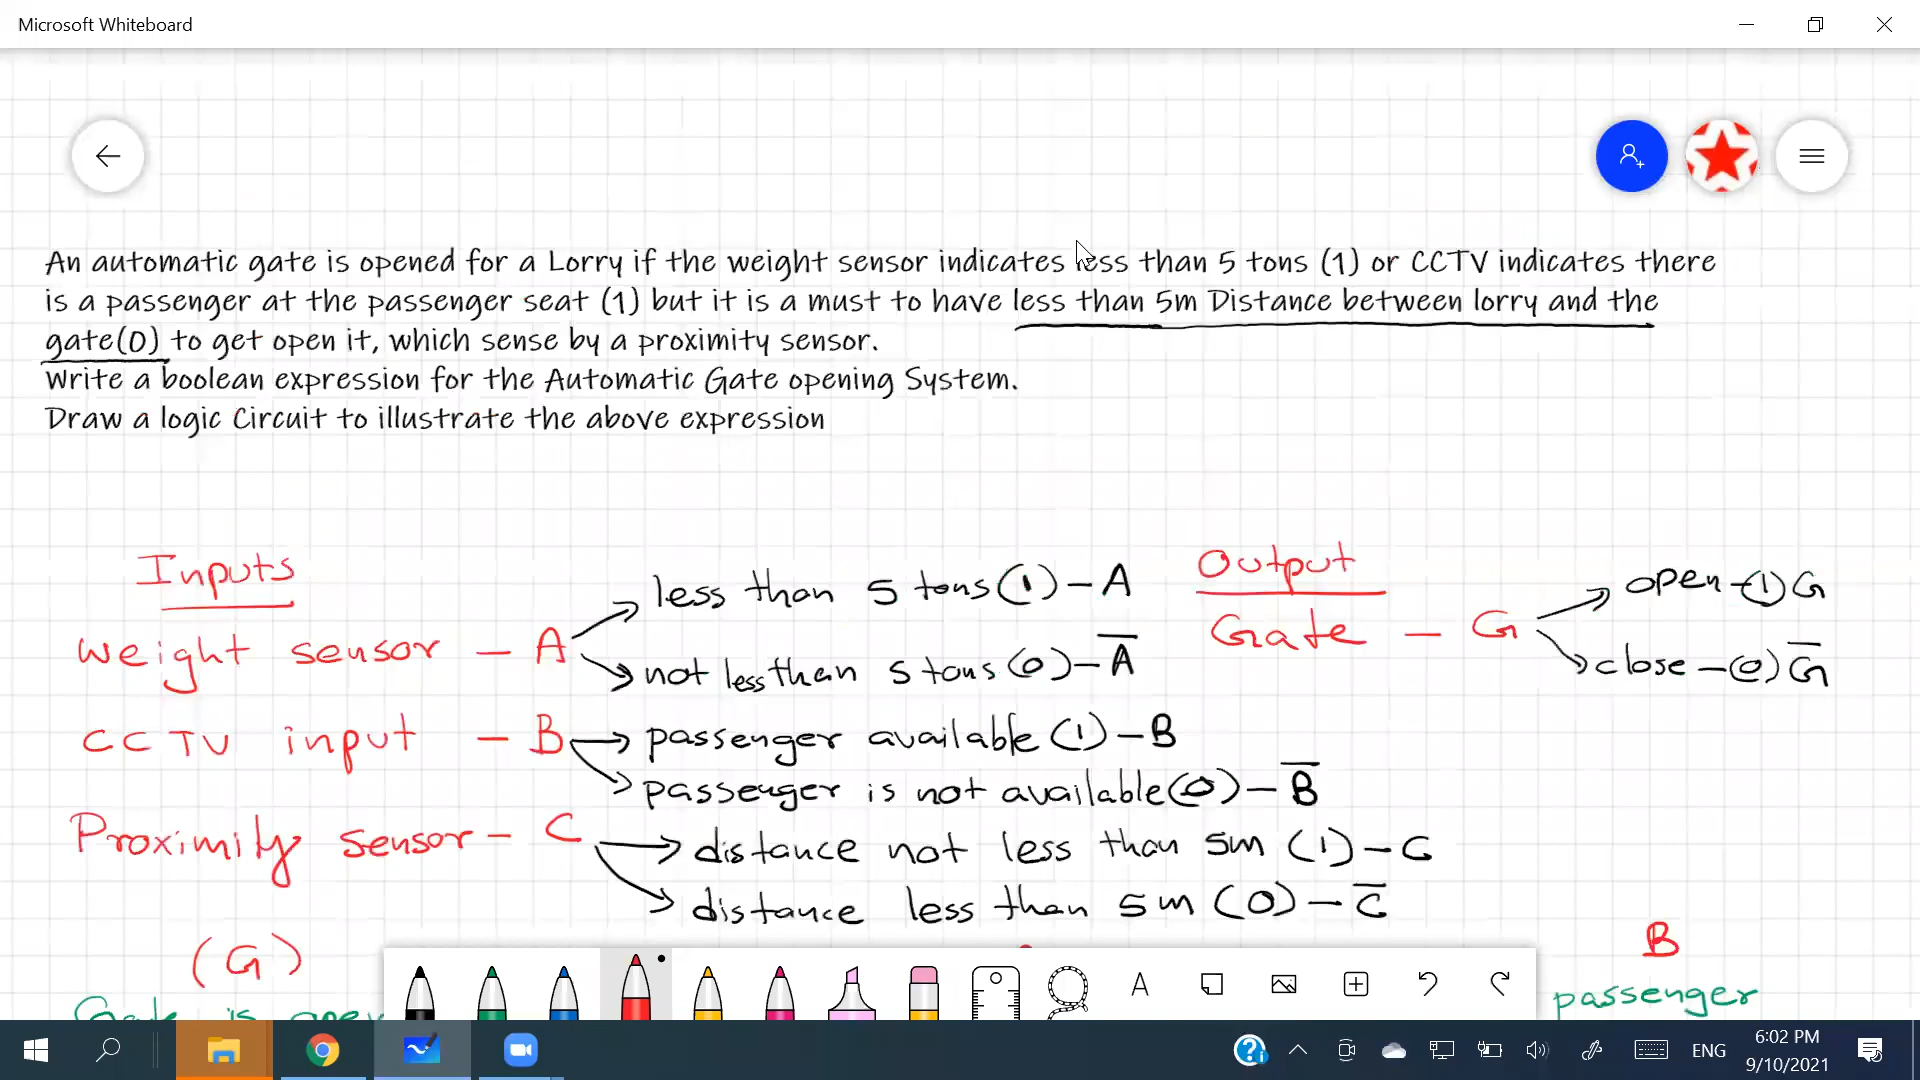 Microsoft Whiteboard
An automatic gate is opened for a Lorry if the weight sensor indicates less than 5 tons (1) or CCTV indicates there
is a passenger at the passenger seat (1) but it is a must to have less than 5m Distance between lorry and the
gate(0) to get open it, which sense by a proximity sensor.
Write a boolean expression for the Automatic Gate opening System.
Draw a logic Circuit to illustrate the above expression
Inputs
Output
less than 5 tons (1) - A
open - (1) G
Weight sensor - A
Gate - G
not less than 5 tons (0) - A̅
close - (0) G̅
CCTV input - B
passenger available (1) - B
passenger is not available (0) - B̅
Proximity sensor - C
distance not less than 5m (1) - C
distance less than 5m (0) - C̅
(G)
B
Gate is open
passenger
A
ENG
6:02 PM
9/10/2021